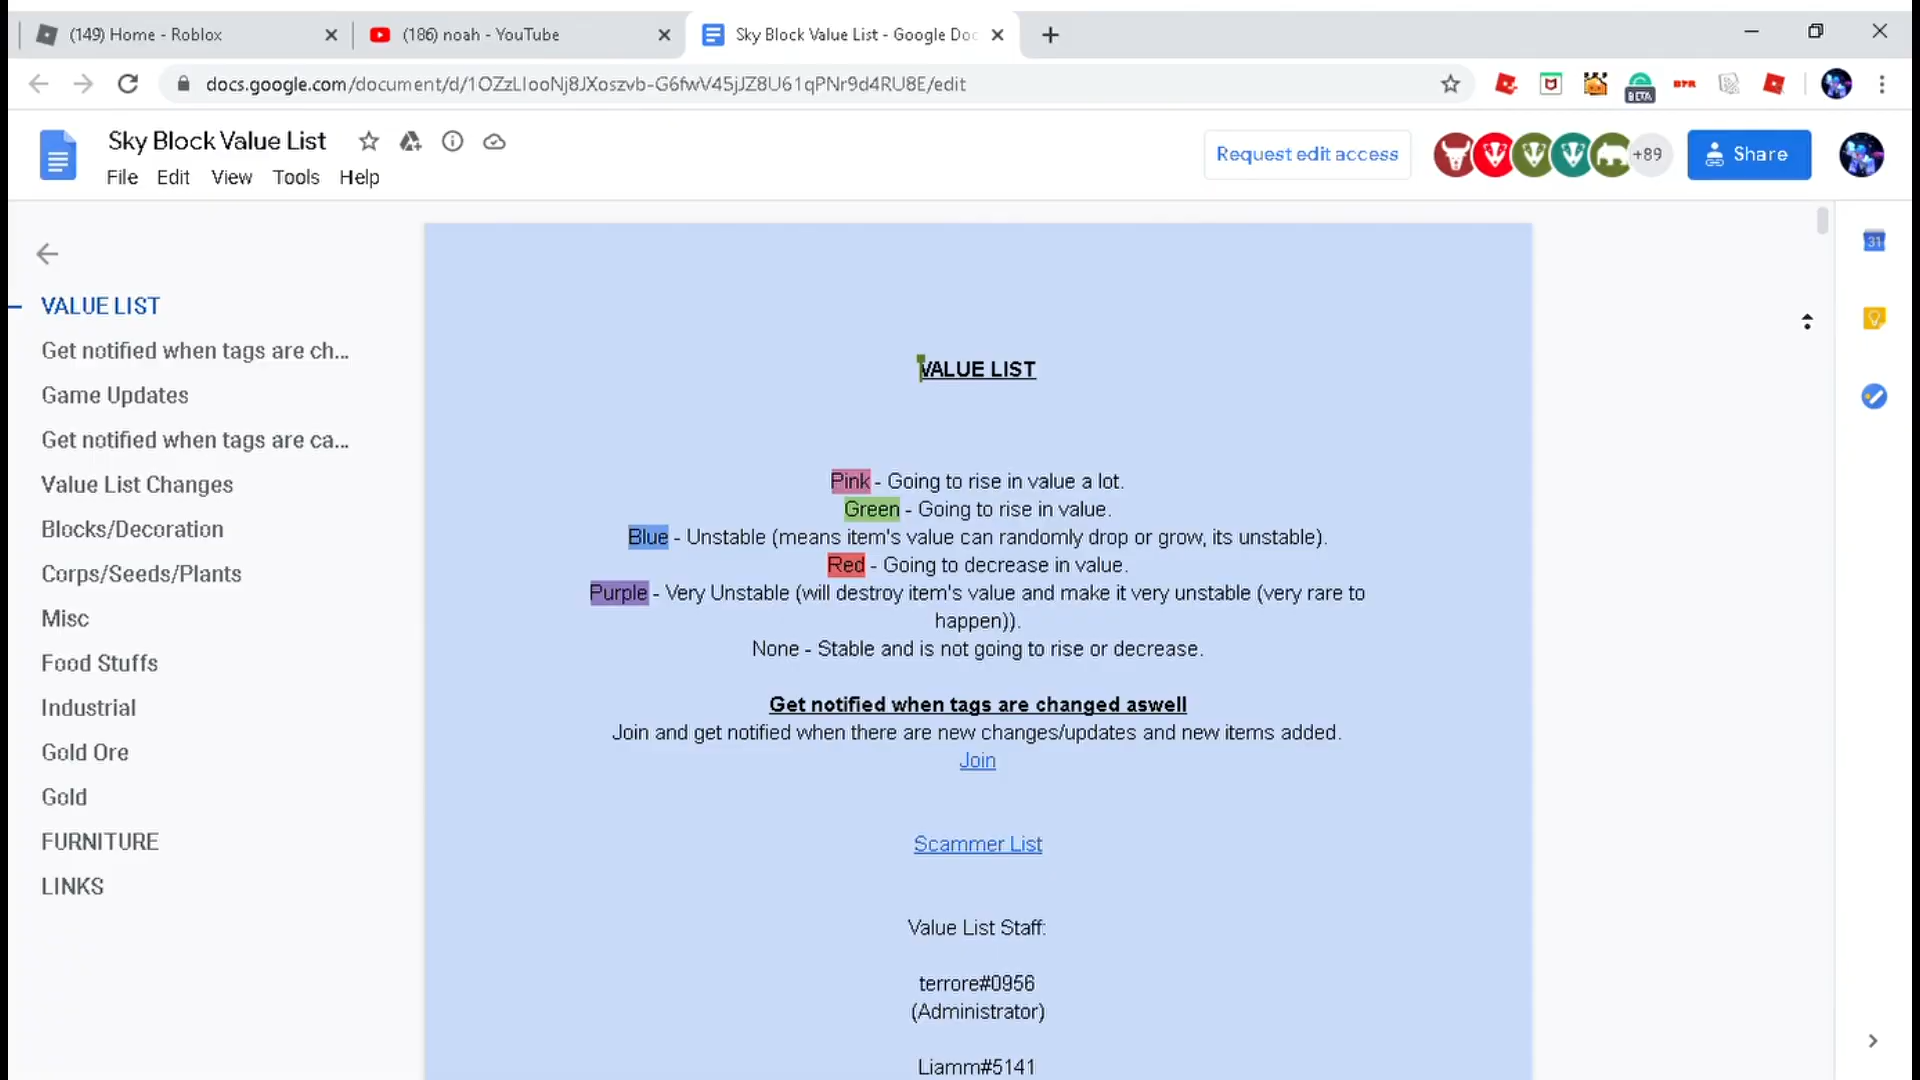 (149) Home - Roblox
(186) noah - YouTube
Sky Block Value List - Google Doc
docs.google.com/document/d/1OZzLIooNj8JXoszvb-G6fwV45jJZ8U61qPNr9d4RU8E/edit
BETA
BTR
Sky Block Value List
File Edit View Tools Help
Request edit access
+89
Share
31
VALUE LIST
Get notified when tags are ch...
Game Updates
Get notified when tags are ca...
Value List Changes
Blocks/Decoration
Corps/Seeds/Plants
Misc
Food Stuffs
Industrial
Gold Ore
Gold
FURNITURE
LINKS
VALUE LIST
Pink - Going to rise in value a lot.
Green - Going to rise in value.
Blue - Unstable (means item's value can randomly drop or grow, its unstable).
Red - Going to decrease in value.
Purple - Very Unstable (will destroy item's value and make it very unstable (very rare to
happen)).
None - Stable and is not going to rise or decrease.
Get notified when tags are changed aswell
Join and get notified when there are new changes/updates and new items added.
Join
Scammer List
Value List Staff:
terrore#0956
(Administrator)
Liamm#5141